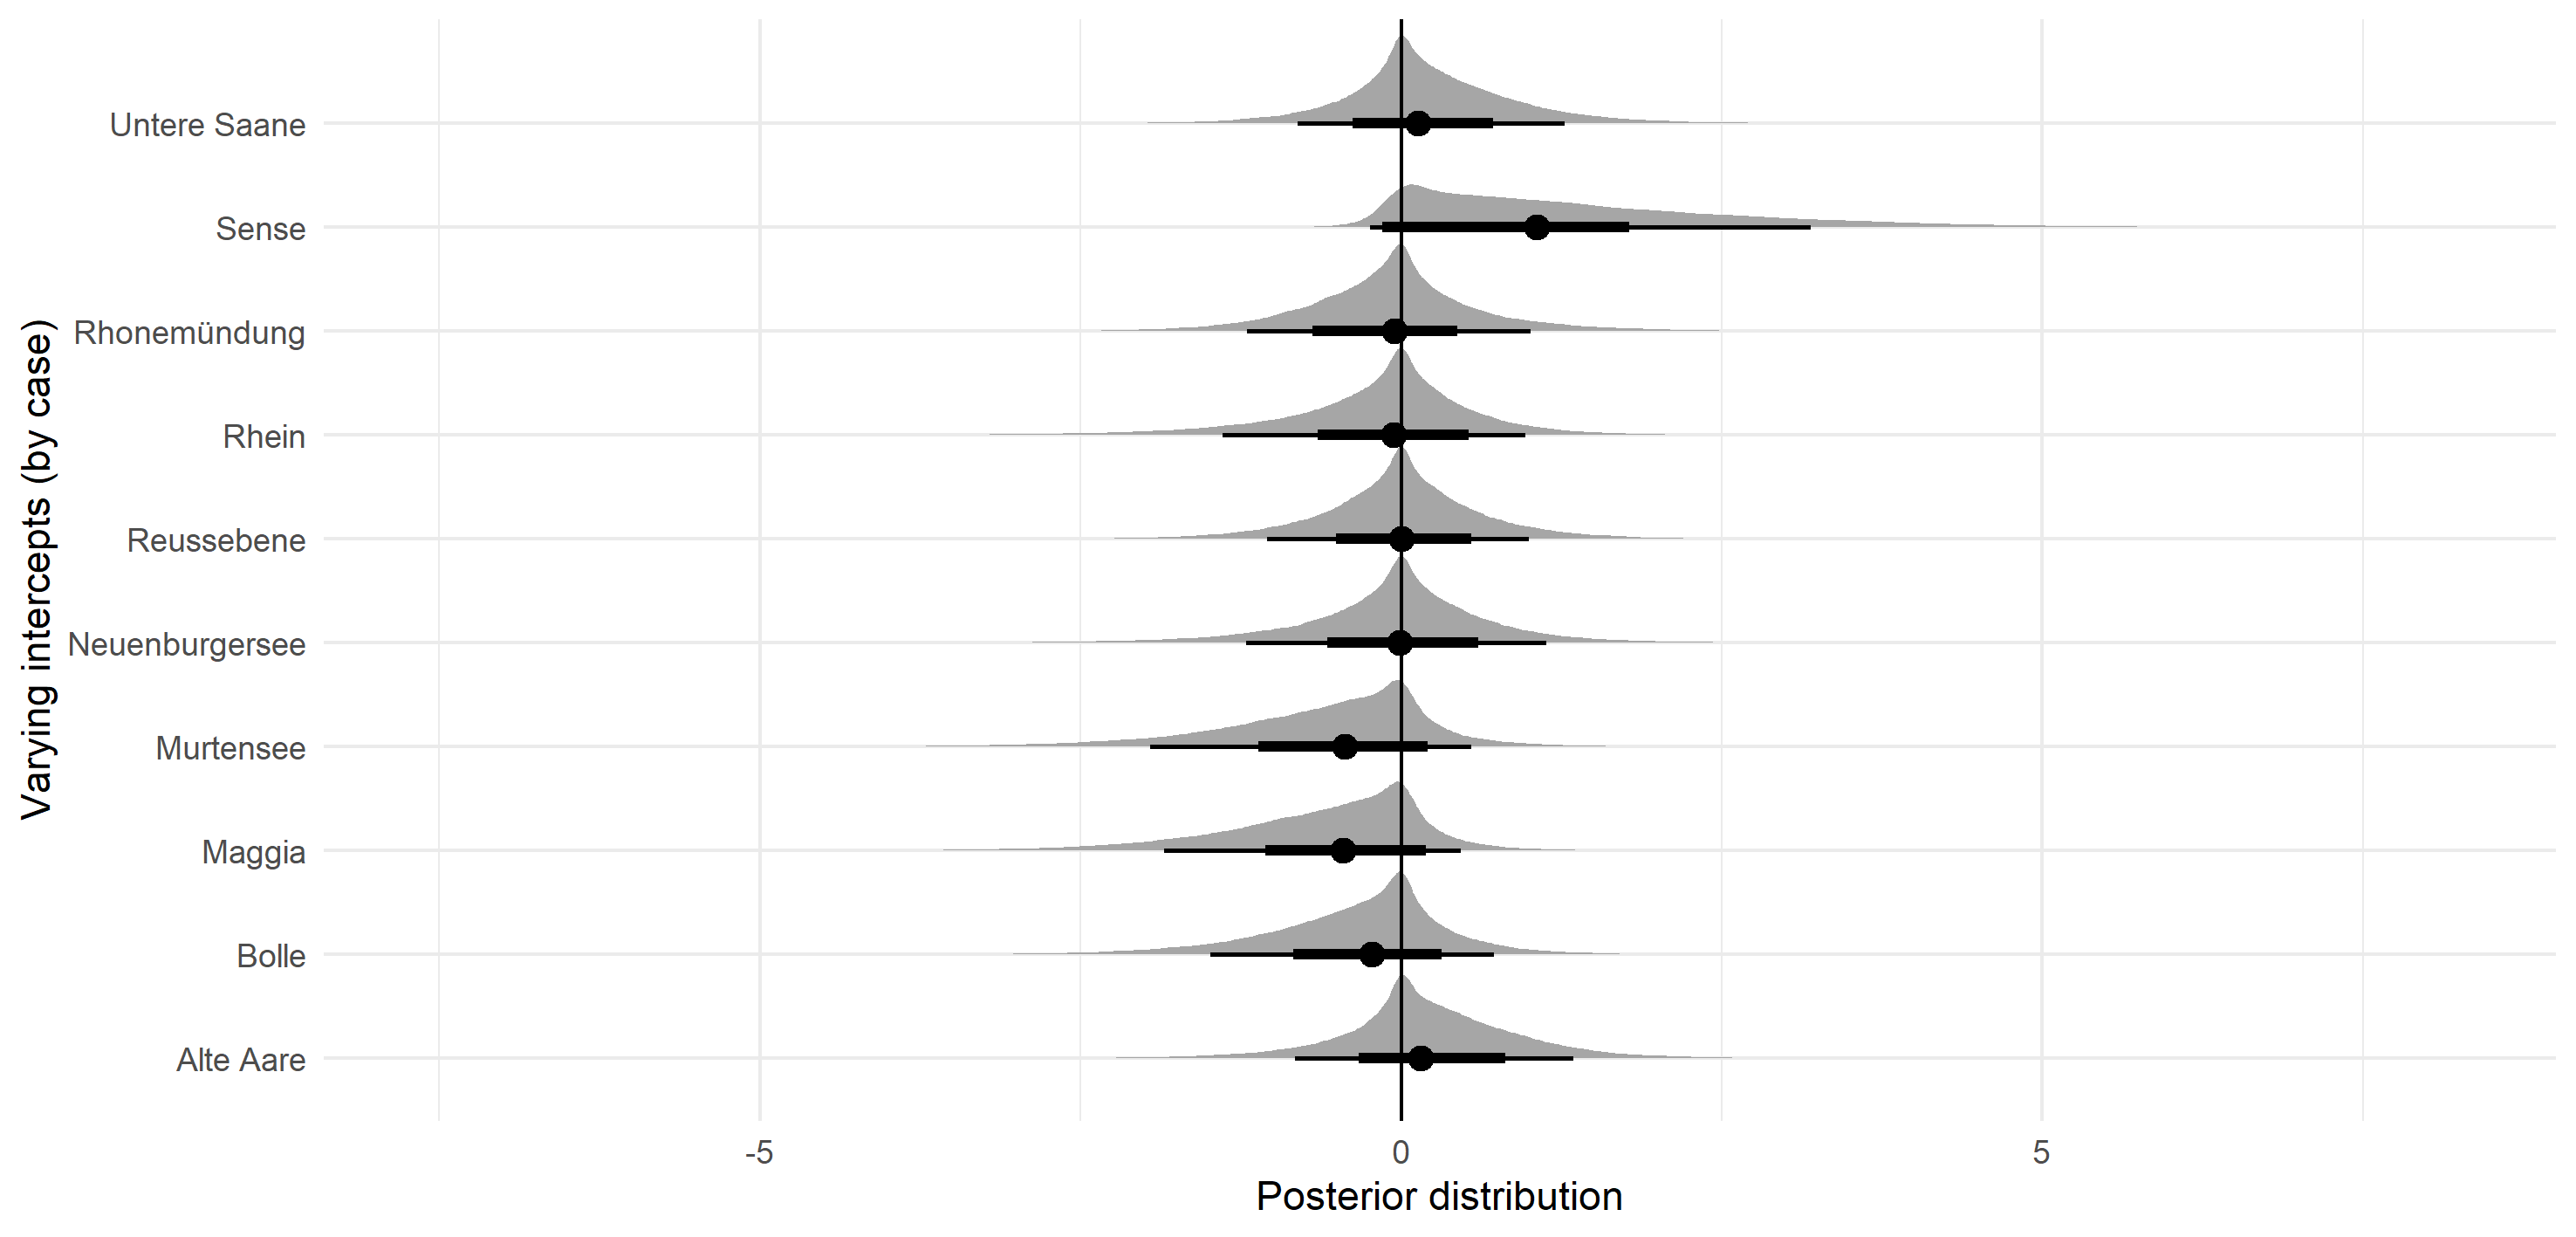 Varying intercepts (by case)
Untere Saane
Sense
Rhonemündung
Rhein
Reussebene
Neuenburgersee
Murtensee
Maggia
Bolle
Alte Aare
-5 0 5
Posterior distribution